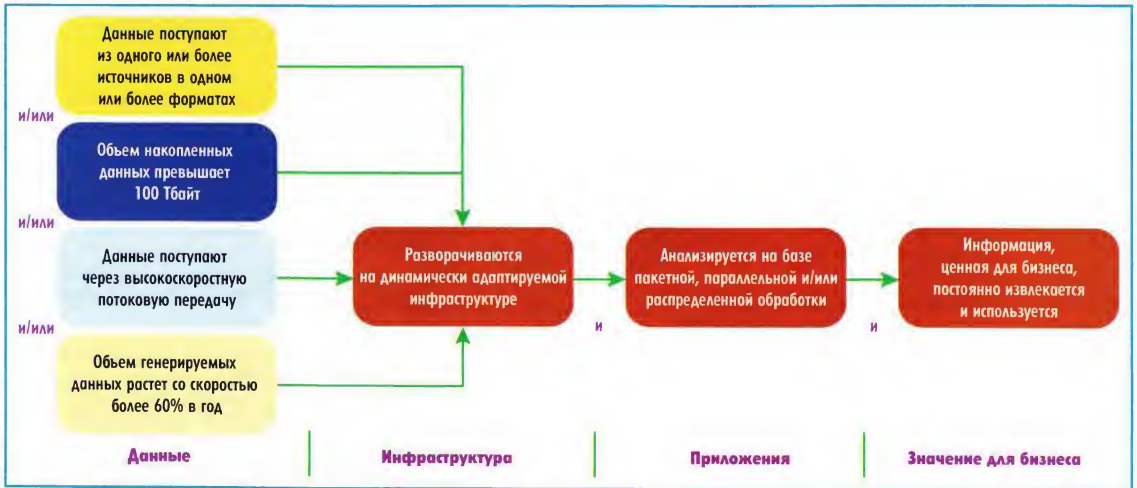 Данные поступают
из одного или более
источников в одном
или более форматах
и/или
Объем накопленных
данных превышает
100 Тбайт
и/или
Данные поступают
через высокоскоростную
потоковую передачу
и/или
Объем генерируемых
данных растет со скоростью
более 60% в год
Разворачиваются
на динамически адаптируемой
инфраструктуре
и
Анализируется на базе
пакетной, параллельной и/или
распределенной обработки
и
Информация,
ценная для бизнеса,
постоянно извлекается
и используется
Данные
Инфраструктура
Приложения
Значение для бизнеса